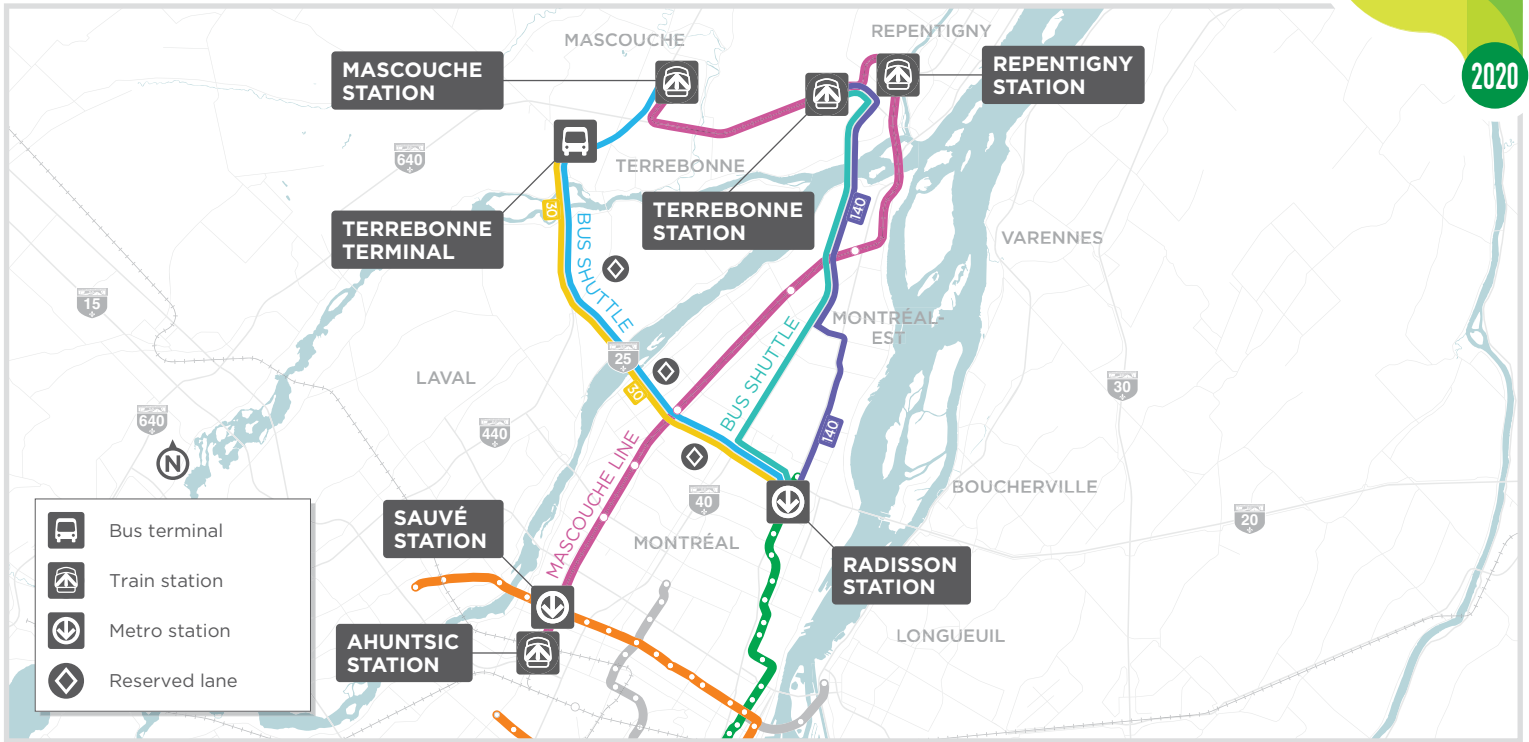 MASCOUCHE
REPENTIGNY
2020
MASCOUCHE
STATION
REPENTIGNY
STATION
640
TERREBONNE
TERREBONNE
STATION
TERREBONNE
TERMINAL
30
140
BUS SHUTTLE
VARENNES
15
MONTRÉAL-
EST
25
BUS SHUTTLE
LAVAL
30
30
640
440
140
N
MASCOUCHE LINE
40
BOUCHERVILLE
20
SAUVÉ
STATION
MONTRÉAL
RADISSON
STATION
AHUNTSIC
STATION
LONGUEUIL
Bus terminal
Train station
Metro station
Reserved lane